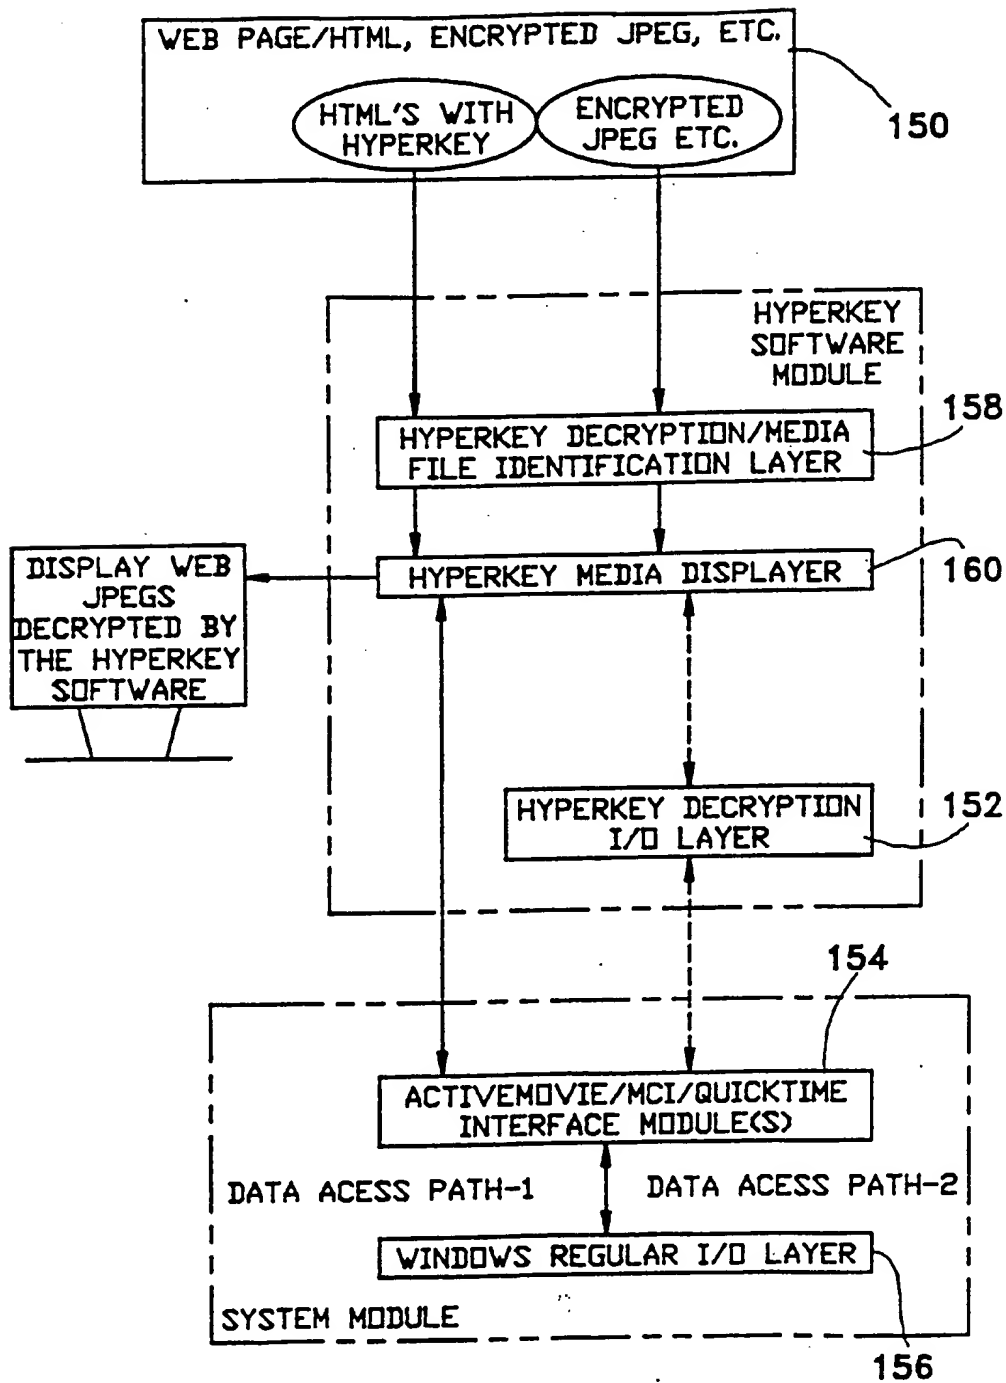 WEB PAGE/HTML, ENCRYPTED JPEG, ETC.
HTML'S WITH
HYPERKEY
ENCRYPTED
JPEG ETC.
150
HYPERKEY
SOFTWARE
MODULE
158
HYPERKEY DECRYPTION/MEDIA
FILE IDENTIFICATION LAYER
DISPLAY WEB
JPEGS
DECRYPTED BY
THE HYPERKEY
SOFTWARE
HYPERKEY MEDIA DISPLAYER
160
HYPERKEY DECRYPTION
I/O LAYER
152
154
ACTIVEMOVIE/MCI/QUICKTIME
INTERFACE MODULE(S)
DATA ACESS PATH-1
DATA ACESS PATH-2
WINDOWS REGULAR I/O LAYER
SYSTEM MODULE
156